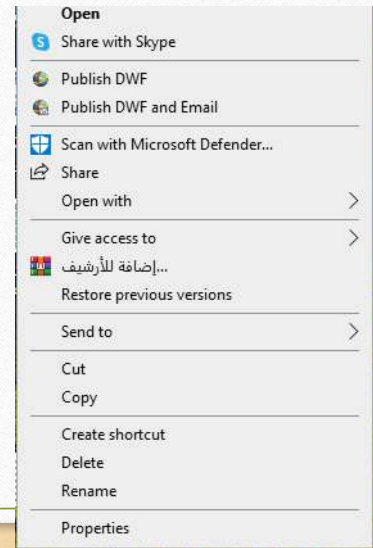 Open
Share with Skype
Publish DWF
Publish DWF and Email
Scan with Microsoft Defender...
Share
Open with
Give access to
إضافة للأرشيف...
Restore previous versions
Send to
Cut
Copy
Create shortcut
Delete
Rename
Properties